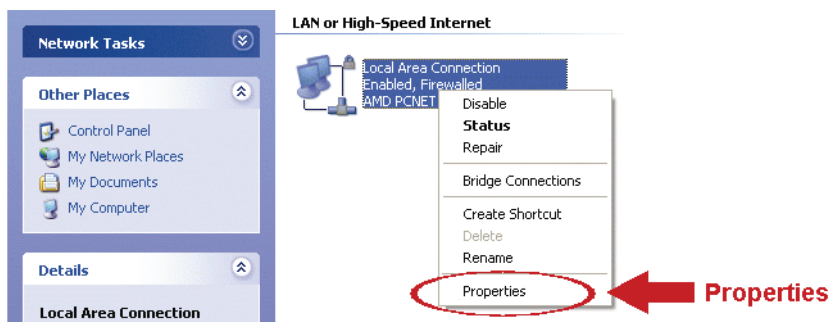 Network Tasks
Other Places
Control Panel
My Network Places
My Documents
My Computer
Details
Local Area Connection
LAN or High-Speed Internet
Local Area Connection
Enabled, Firewalled
AMD PCNET
Disable
Status
Repair
Bridge Connections
Create Shortcut
Delete
Rename
Properties
Properties